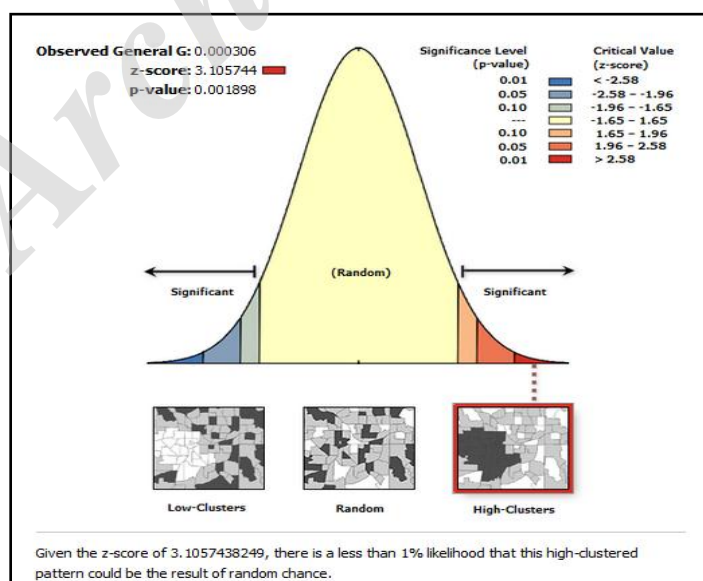 Observed General G: 0.000306
z-score: 3.105744
p-value: 0.001898
Significance Level
(p-value)
Critical Value
(z-score)
0.01 < -2.58
0.05 -2.58 – -1.96
0.10 -1.96 – -1.65
--- -1.65 – 1.65
0.10 1.65 – 1.96
0.05 1.96 – 2.58
0.01 > 2.58
(Random)
Significant
Significant
Low-Clusters
Random
High-Clusters
Given the z-score of 3.1057438249, there is a less than 1% likelihood that this high-clustered
pattern could be the result of random chance.
Arc